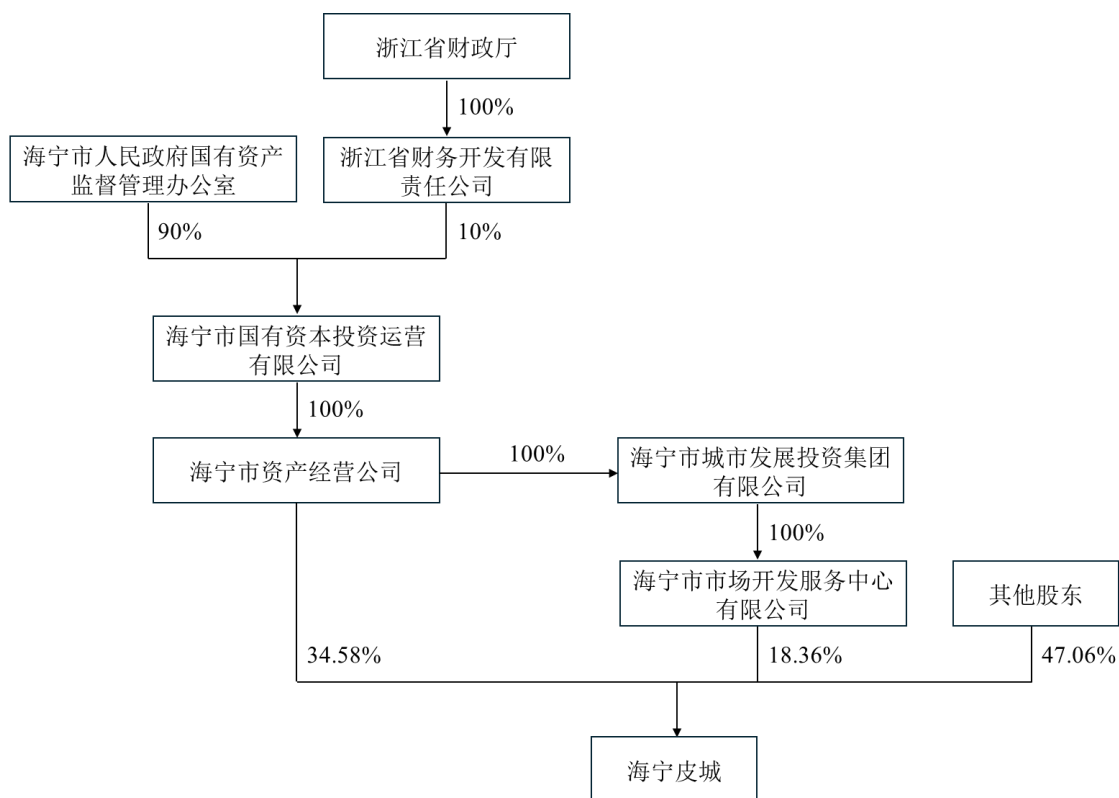 浙江省财政厅
100%
海宁市人民政府国有资产
监督管理办公室
浙江省财务开发有限
责任公司
90%
10%
海宁市国有资本投资运营
有限公司
100%
海宁市资产经营公司
100%
海宁市城市发展投资集团
有限公司
100%
海宁市市场开发服务中心
有限公司
其他股东
34.58%
18.36%
47.06%
海宁皮城